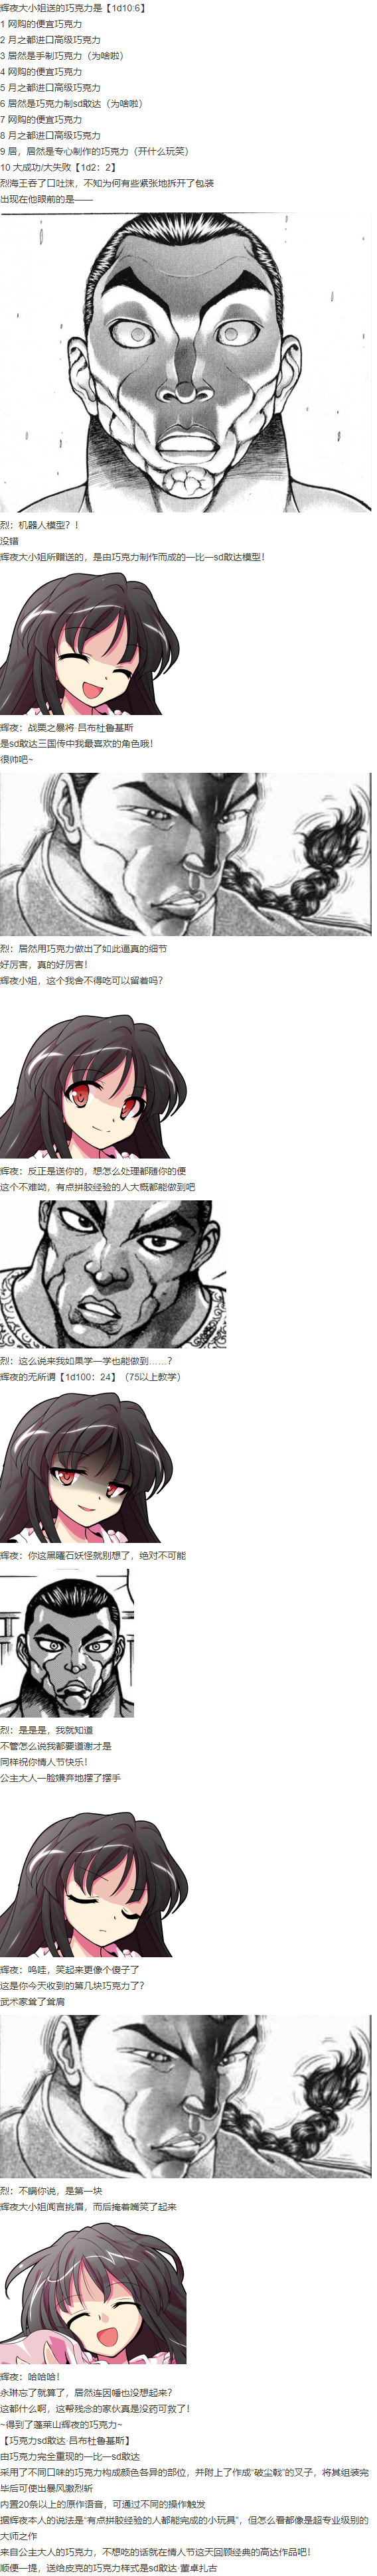 辉夜大小姐送的巧克力是【1d10:6】
1 网购的便宜巧克力
2 月之都进口高级巧克力
3 居然是手制巧克力（为啥啦）
4 网购的便宜巧克力
5 月之都进口高级巧克力
6 居然是巧克力制sd敢达（为啥啦）
7 网购的便宜巧克力
8 月之都进口高级巧克力
9 居，居然是专心制作的巧克力（开什么玩笑）
10 大成功/大失败【1d2：2】
烈海王吞了口吐沫，不知为何有些紧张地拆开了包装
出现在他眼前的是——
烈：机器人模型？！
没错
辉夜大小姐所赠送的，是由巧克力制作而成的一比一sd敢达模型！
辉夜：战栗之暴将·吕布杜鲁基斯
是sd敢达三国传中我最喜欢的角色哦！
很帅吧~
烈：居然用巧克力做出了如此逼真的细节
好厉害，真的好厉害！
辉夜小姐，这个我舍不得吃可以留着吗？
辉夜：反正是送你的，想怎么处理都随你的便
这个不难呦，有点拼胶经验的人大概都能做到吧
烈：这么说来我如果学一学也能做到……？
辉夜的无所谓【1d100：24】（75以上教学）
辉夜：你这黑曜石妖怪就别想了，绝对不可能
烈：是是是，我就知道
不管怎么说我都要道谢才是
同样祝你情人节快乐！
公主大人一脸嫌弃地摆了摆手
辉夜：呜哇，笑起来更像个傻子了
这是你今天收到的第几块巧克力了？
武术家耸了耸肩
烈：不瞒你说，是第一块
辉夜大小姐闻言挑眉，而后掩着嘴笑了起来
辉夜：哈哈哈！
永琳忘了就算了，居然连因幡也没想起来？
这都什么啊，这帮残念的家伙真是没药可救了！
~得到了蓬莱山辉夜的巧克力~
【巧克力sd敢达·吕布杜鲁基斯】
由巧克力完全重现的一比一sd敢达
采用了不同口味的巧克力构成颜色各异的部位，并附上了作成“破尘戟”的叉子，将其组装完毕后可使出暴风激烈斩
内置20条以上的原作语音，可通过不同的操作触发
据辉夜本人的说法是“有点拼胶经验的人都能完成的小玩具”，但怎么看都像是超专业级别的大师之作
来自公主大人的巧克力，不想吃的话就在情人节这天回顾经典的高达作品吧！
顺便一提，送给皮克的巧克力样式是sd敢达·董卓扎古